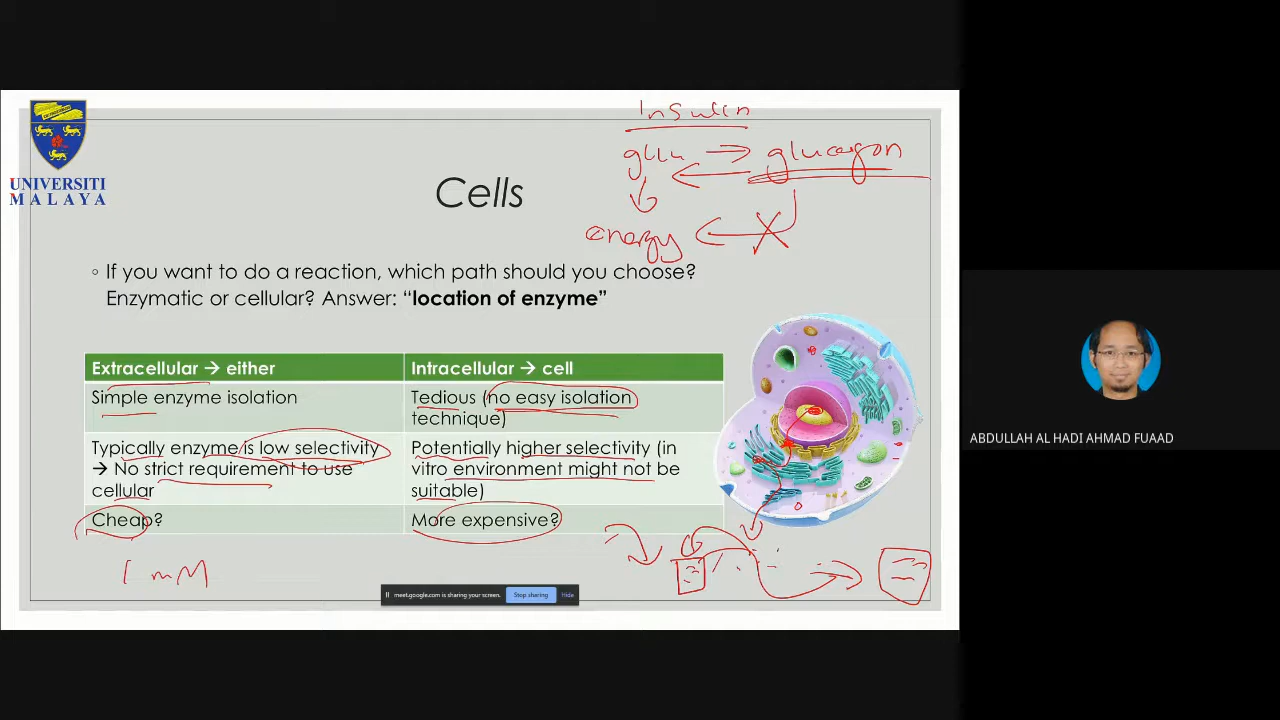 UNIVERSITI
MALAYA
Insulin
glu → glucagon
energy
Cells
◦ If you want to do a reaction, which path should you choose?
Enzymatic or cellular? Answer: “location of enzyme”
Extracellular → either
Intracellular → cell
Simple enzyme isolation
Tedious (no easy isolation
technique)
Typically enzyme is low selectivity
→ No strict requirement to use
cellular
Potentially higher selectivity (in
vitro environment might not be
suitable)
Cheap?
More expensive?
1 mM
meet.google.com is sharing your screen.
Stop sharing
Hide
ABDULLAH AL HADI AHMAD FUAAD